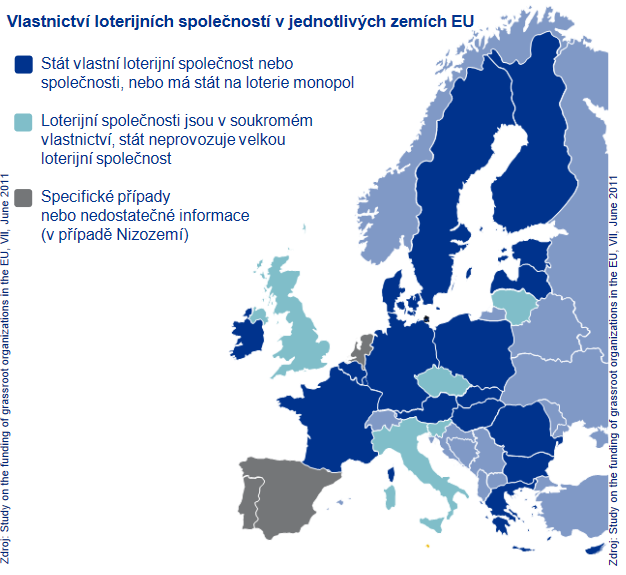 Vlastnictví loterijních společností v jednotlivých zemích EU
Stát vlastní loterijní společnost nebo
společnosti, nebo má stát na loterie monopol
Loterijní společnosti jsou v soukromém
vlastnictví, stát neprovozuje velkou
loterijní společnost
Specifické případy
nebo nedostatečné informace
(v případě Nizozemí)
Zdroj: Study on the funding of grassroot organizations in the EU, VII, June 2011
Zdroj: Study on the funding of grassroot organizations in the EU, VII, June 2011